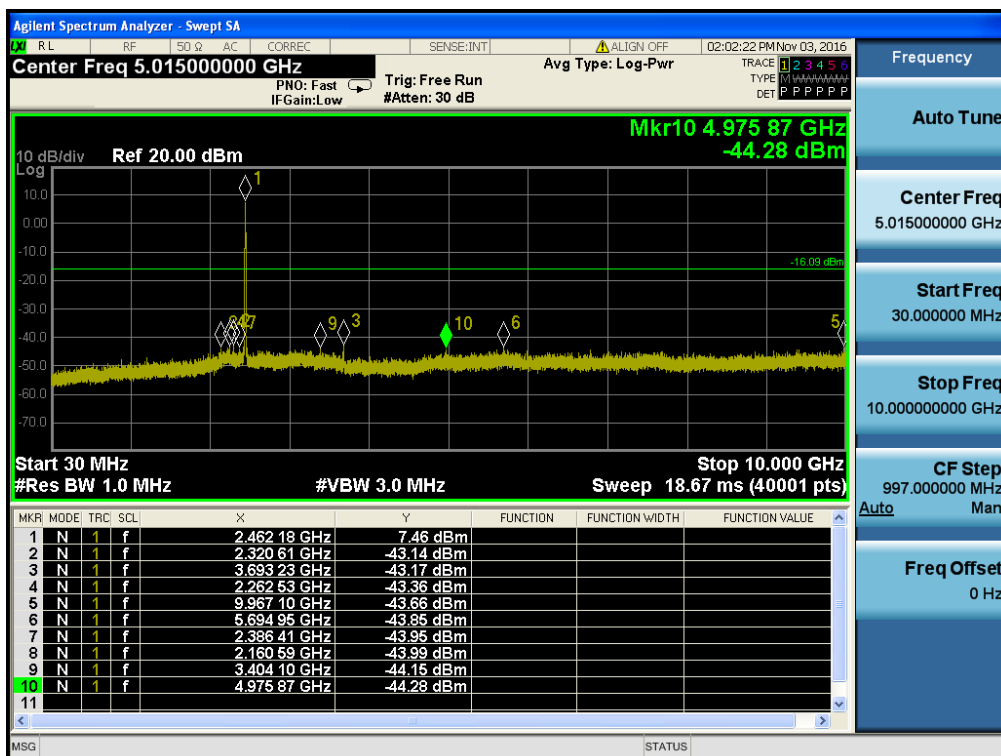 Agilent Spectrum Analyzer - Swept SA
LXI RL RF 50 Ω AC CORREC SENSE:INT ALIGN OFF 02:02:22 PM Nov 03, 2016
Center Freq 5.015000000 GHz
PNO: Fast
IFGain:Low
Trig: Free Run
#Atten: 30 dB
Avg Type: Log-Pwr
TRACE 1 2 3 4 5 6
TYPE M WWWWW
DET P P P P P P
Mkr10 4.975 87 GHz
-44.28 dBm
10 dB/div Ref 20.00 dBm
Log
10.0
0.00
-10.0
-20.0
-30.0
-40.0
-50.0
-60.0
-70.0
-16.09 dBm
1
7
9
3
10
6
5
Start 30 MHz
Stop 10.000 GHz
#Res BW 1.0 MHz
#VBW 3.0 MHz
Sweep 18.67 ms (40001 pts)
MKR MODE TRC SCL X Y FUNCTION FUNCTION WIDTH FUNCTION VALUE
1 N 1 f 2.462 18 GHz 7.46 dBm
2 N 1 f 2.320 61 GHz -43.14 dBm
3 N 1 f 3.693 23 GHz -43.17 dBm
4 N 1 f 2.262 53 GHz -43.36 dBm
5 N 1 f 9.967 10 GHz -43.66 dBm
6 N 1 f 5.694 95 GHz -43.85 dBm
7 N 1 f 2.386 41 GHz -43.95 dBm
8 N 1 f 2.160 59 GHz -43.99 dBm
9 N 1 f 3.404 10 GHz -44.15 dBm
10 N 1 f 4.975 87 GHz -44.28 dBm
11
MSG
STATUS
Frequency
Auto Tune
Center Freq
5.015000000 GHz
Start Freq
30.000000 MHz
Stop Freq
10.000000000 GHz
CF Step
997.000000 MHz
Auto Man
Freq Offset
0 Hz